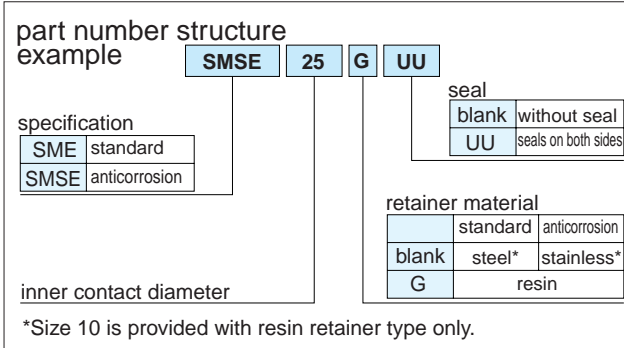 part number structure
example
SMSE 25 G UU
seal
blank without seal
UU seals on both sides
specification
SME standard
SMSE anticorrosion
retainer material
standard anticorrosion
blank steel* stainless*
G resin
inner contact diameter
*Size 10 is provided with resin retainer type only.